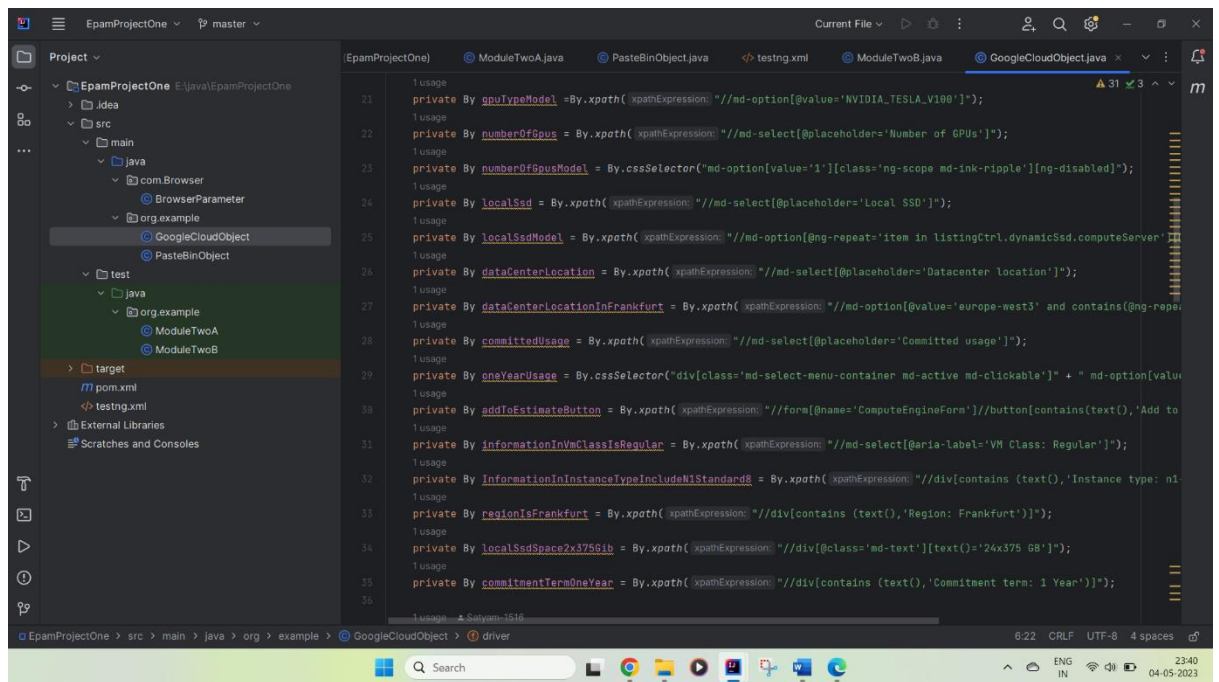 EpamProjectOne master Current File
Project
(EpamProjectOne) ModuleTwoA.java PasteBinObject.java testng.xml ModuleTwoB.java GoogleCloudObject.java
EpamProjectOne E:\java\EpamProjectOne
.idea
src
main
java
com.Browser
BrowserParameter
org.example
GoogleCloudObject
PasteBinObject
test
java
org.example
ModuleTwoA
ModuleTwoB
target
pom.xml
testng.xml
External Libraries
Scratches and Consoles
31 3
m
1 usage
21 private By gpuTypeModel =By.xpath( xpathExpression: "//md-option[@value='NVIDIA_TESLA_V100']");
1 usage
22 private By numberOfGpus = By.xpath( xpathExpression: "//md-select[@placeholder='Number of GPUs']");
1 usage
23 private By numberOfGpusModel = By.cssSelector("md-option[value='1'][class='ng-scope md-ink-ripple'][ng-disabled]");
1 usage
24 private By localSsd = By.xpath( xpathExpression: "//md-select[@placeholder='Local SSD']");
1 usage
25 private By localSsdModel = By.xpath( xpathExpression: "//md-option[@ng-repeat='item in listingCtrl.dynamicSsd.computeServer'
1 usage
26 private By dataCenterLocation = By.xpath( xpathExpression: "//md-select[@placeholder='Datacenter location']");
1 usage
27 private By dataCenterLocationInFrankfurt = By.xpath( xpathExpression: "//md-option[@value='europe-west3' and contains(@ng-repea
1 usage
28 private By committedUsage = By.xpath( xpathExpression: "//md-select[@placeholder='Committed usage']");
1 usage
29 private By oneYearUsage = By.cssSelector("div[class='md-select-menu-container md-active md-clickable']" + " md-option[valu
1 usage
30 private By addToEstimateButton = By.xpath( xpathExpression: "//form[@name='ComputeEngineForm']//button[contains(text(),'Add to
1 usage
31 private By informationInVmClassIsRegular = By.xpath( xpathExpression: "//md-select[@aria-label='VM Class: Regular']");
1 usage
32 private By InformationInInstanceTypeIncludeN1Standard8 = By.xpath( xpathExpression: "//div[contains (text(),'Instance type: n1-
1 usage
33 private By regionIsFrankfurt = By.xpath( xpathExpression: "//div[contains (text(),'Region: Frankfurt')]");
1 usage
34 private By localSsdSpace2x375Gib = By.xpath( xpathExpression: "//div[@class='md-text'][text()='24x375 GB']");
1 usage
35 private By commitmentTermOneYear = By.xpath( xpathExpression: "//div[contains (text(),'Commitment term: 1 Year')]");
36
1 usage Satyam-1516
EpamProjectOne > src > main > java > org > example > GoogleCloudObject > driver 6:22 CRLF UTF-8 4 spaces
Search
ENG
IN
23:40
04-05-2023